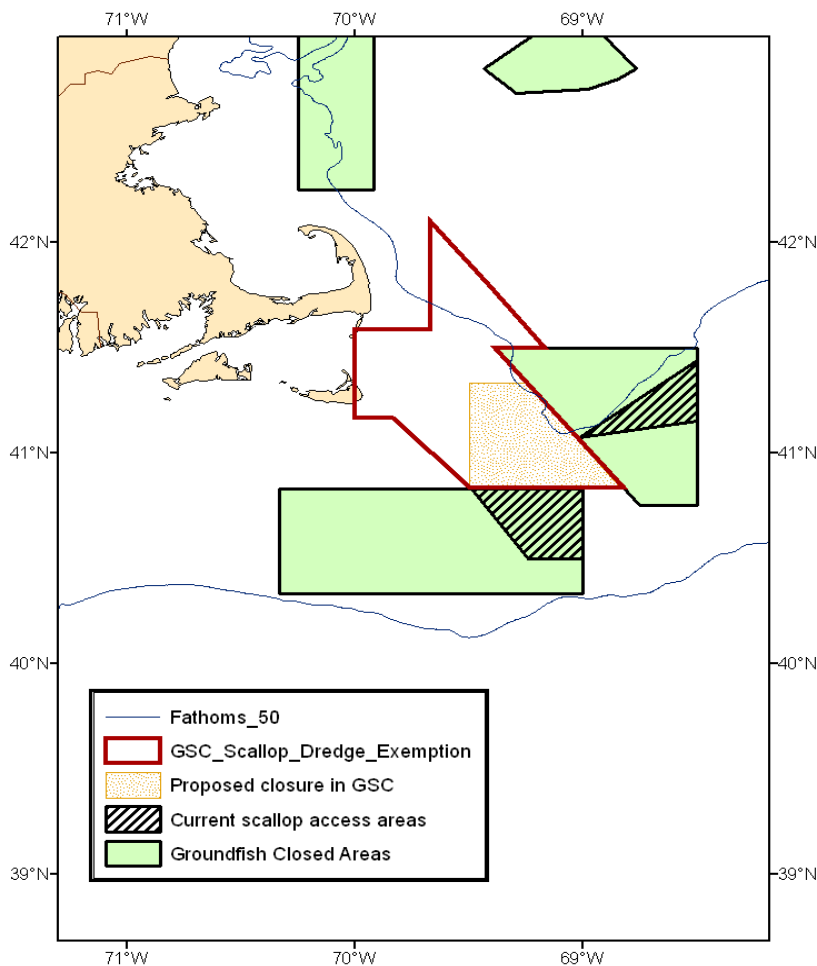 71°W 70°W 69°W
42°N 42°N
41°N 41°N
40°N 40°N
Fathoms_50
GSC_Scallop_Dredge_Exemption
Proposed closure in GSC
Current scallop access areas
Groundfish Closed Areas
39°N 39°N
71°W 70°W 69°W